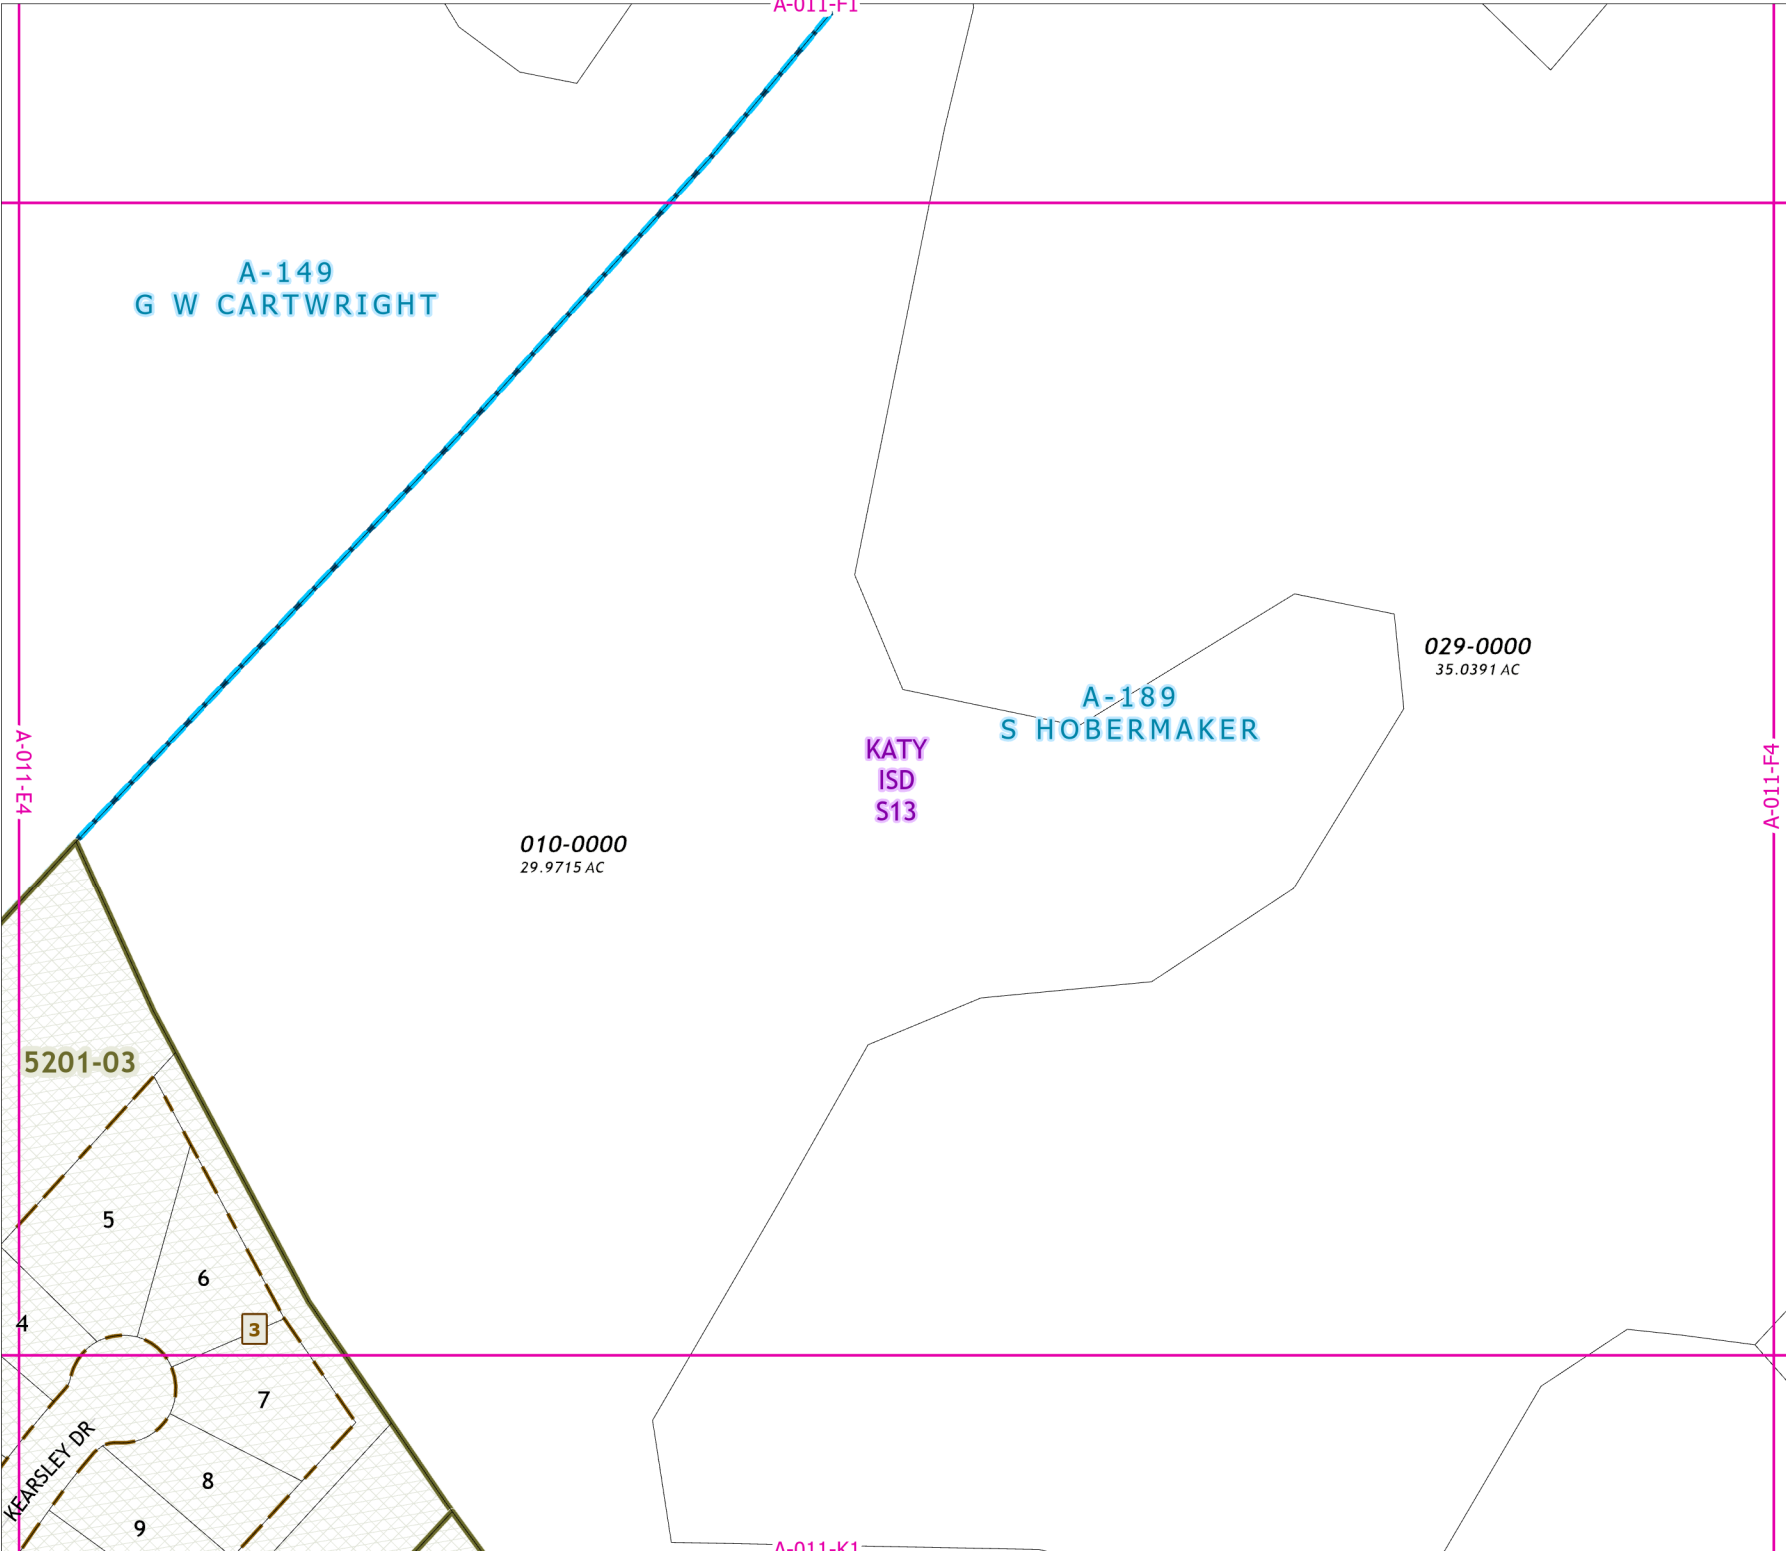 A-011-F1
A-149
G W CARTWRIGHT
029-0000
35.0391 AC
A-189
S HOBERMAKER
KATY
ISD
S13
A-011-E4
A-011-F4
010-0000
29.9715 AC
5201-03
5
6
4
3
7
KEARSLEY DR
8
9
A-011-K1